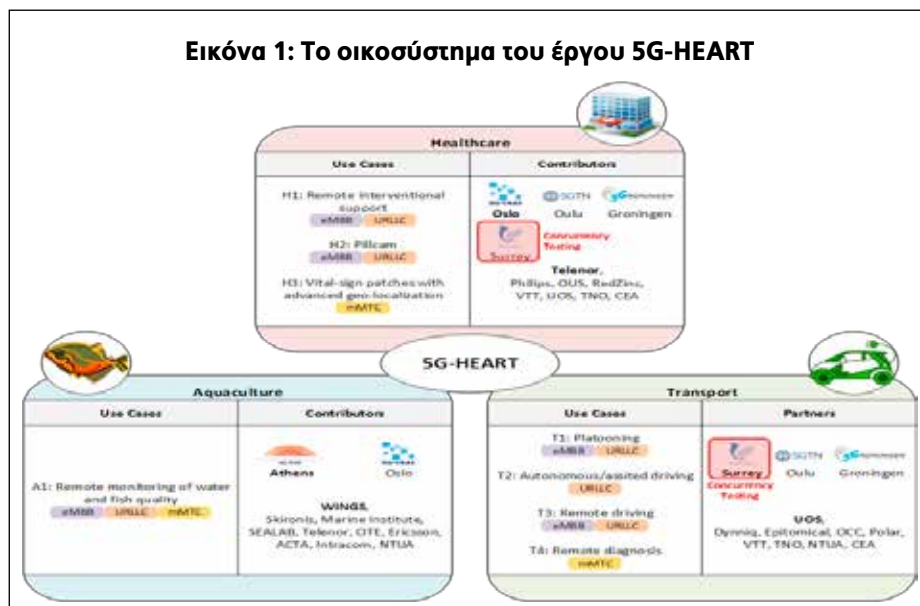 Εικόνα 1: Το οικοσύστημα του έργου 5G-HEART
Healthcare
Use Cases
Contributors
H1: Remote interventional
support
eMBB URLLC
H2: Pillcam
eMBB URLLC
H3: Vital-sign patches with
advanced geo-localization
mMTC
5GTN
Oslo Oulu Groningen
Surrey
Concurrency
Testing
Telenor,
Philips, OUS, RedZinc,
VTT, UOS, TNO, CEA
5G-HEART
Aquaculture
Use Cases
Contributors
A1: Remote monitoring of water
and fish quality
eMBB URLLC mMTC
Athens Oslo
WINGS,
Skironis, Marine Institute,
SEALAB, Telenor, OTE, Ericsson,
ACTA, Intracom, NTUA
Transport
Use Cases
Partners
T1: Platooning
eMBB URLLC
T2: Autonomous/assited driving
URLLC
T3: Remote driving
eMBB URLLC
T4: Remote diagnosis
mMTC
5GTN
Surrey Oulu Groningen
Concurrency
Testing
UOS,
Dynniq, Epitomical, OCC, Polar,
VTT, TNO, NTUA, CEA